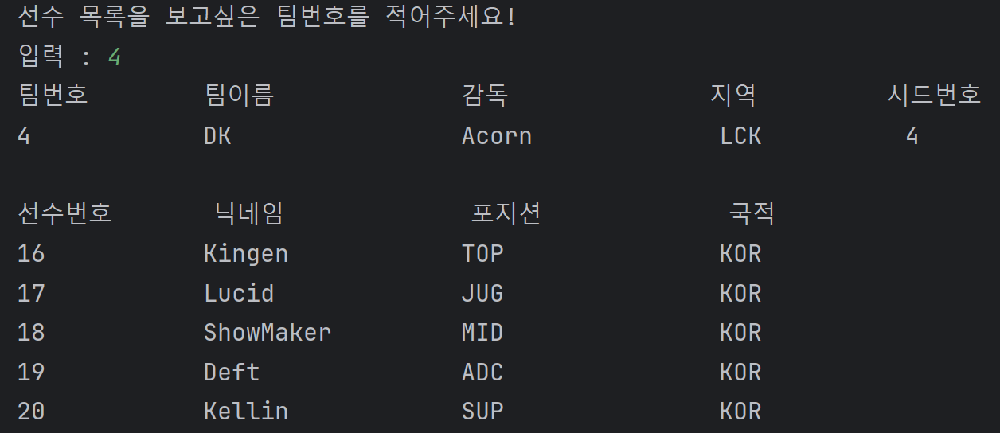 선수 목록을 보고싶은 팀번호를 적어주세요!
입력 : 4
팀번호 팀이름 감독 지역 시드번호
4 DK Acorn LCK 4
선수번호 닉네임 포지션 국적
16 Kingen TOP KOR
17 Lucid JUG KOR
18 ShowMaker MID KOR
19 Deft ADC KOR
20 Kellin SUP KOR